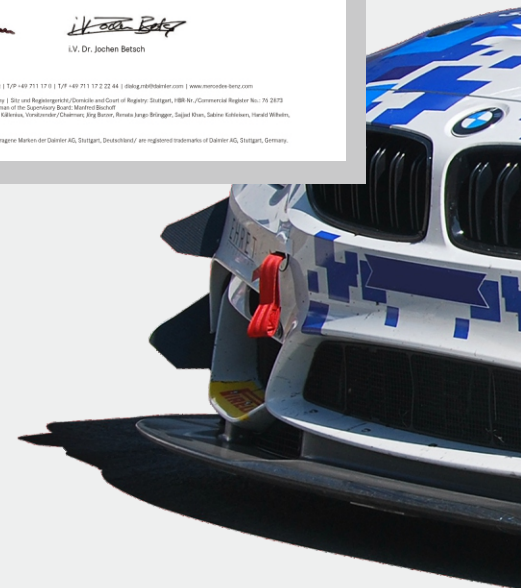 i.V. Dr. Jochen Betsch
| T/P +49 711 17 0 | T/F +49 711 17 2 22 44 | dialog.mb@daimler.com | www.mercedes-benz.com
| Sitz und Registergericht/Domicile and Court of Registry: Stuttgart, HRB-Nr./Commercial Register No.: 76 2873
of the Supervisory Board: Manfred Bischoff
Källenius, Vorsitzender/Chairman; Jörg Burzer, Renata Jungo Brüngger, Sajjad Khan, Sabine Kohleisen, Harald Wilhelm,
Marken der Daimler AG, Stuttgart, Deutschland/ are registered trademarks of Daimler AG, Stuttgart, Germany.
BMW
EHRET
PIRELLI